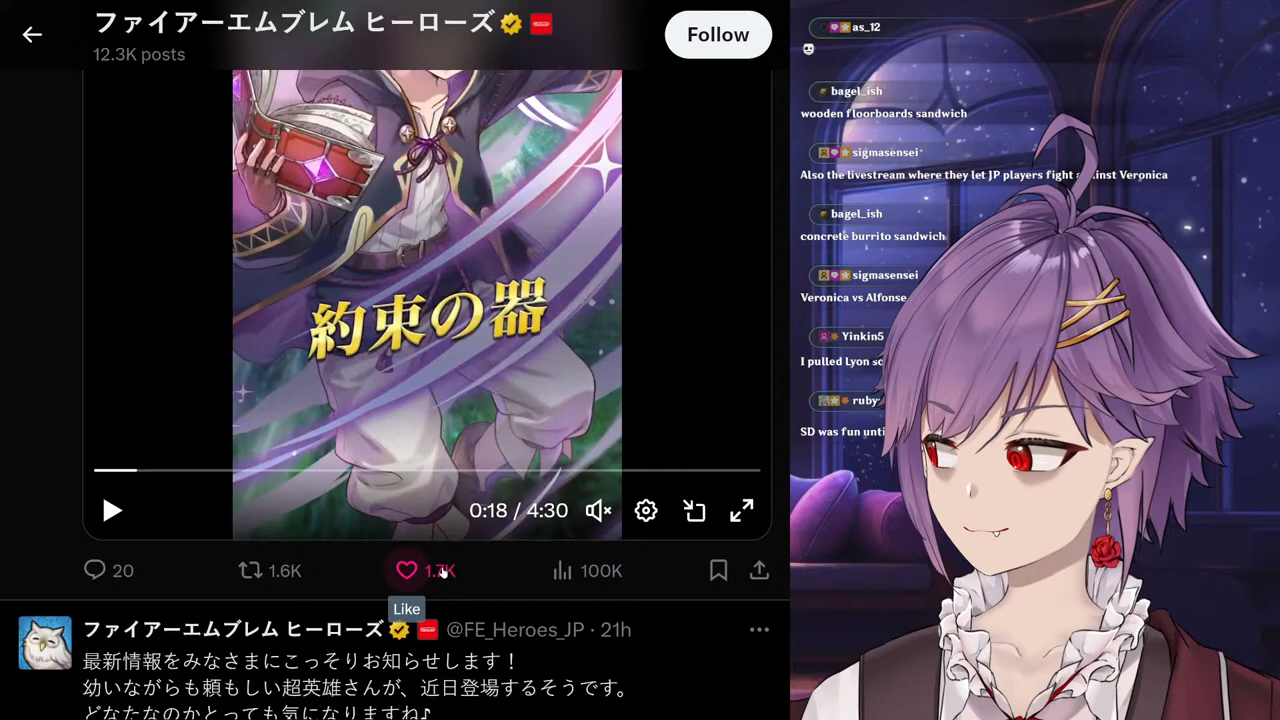 ファイアーエムブレム ヒーローズ
12.3K posts
Follow
約束の器
0:18 / 4:30
20
1.6K
1.7K
100K
Like
ファイアーエムブレム ヒーローズ @FE_Heroes_JP · 21h
最新情報をみなさまにこっそりお知らせします！
幼いながらも頼もしい超英雄さんが、近日登場するそうです。
どなたなのかとっても気になりますね♪
as_12
bagel_ish
wooden floorboards sandwich
sigmasensei
Also the livestream where they let JP players fight against Veronica
bagel_ish
concrete burrito sandwich
sigmasensei
Veronica vs Alfonse
Yinkin5
I pulled Lyon
ruby
SD was fun until